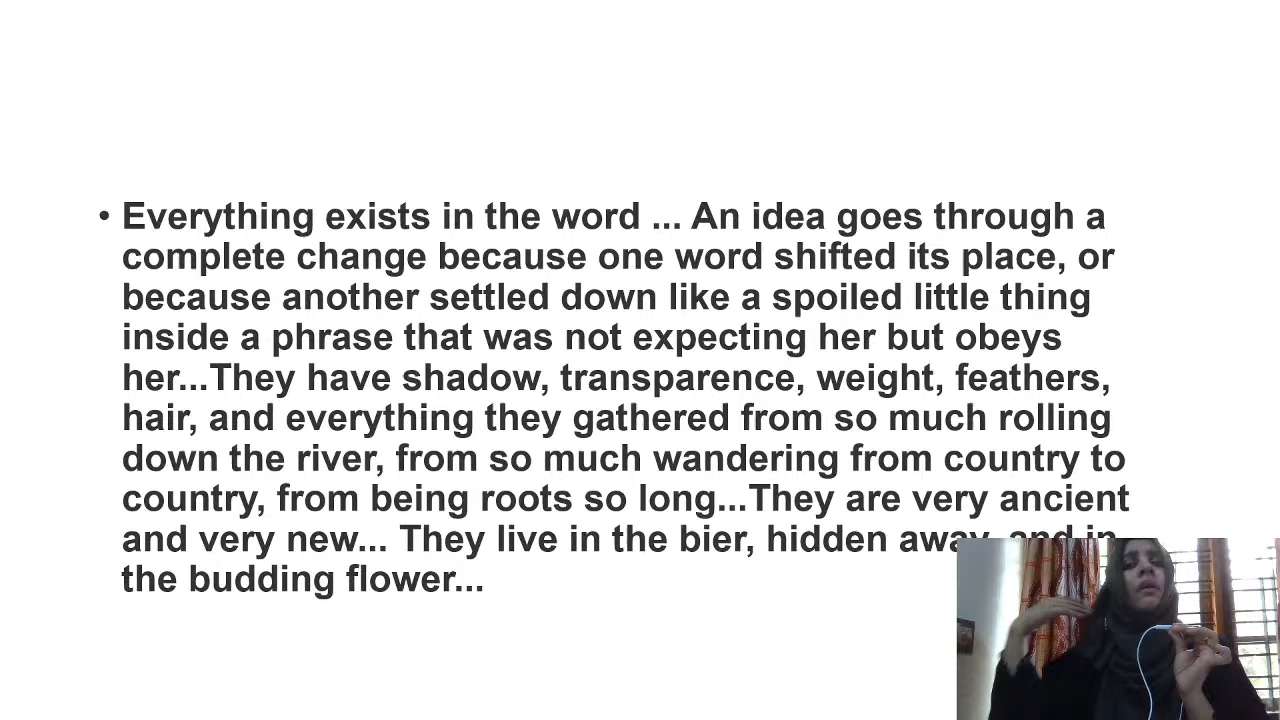 • Everything exists in the word ... An idea goes through a
complete change because one word shifted its place, or
because another settled down like a spoiled little thing
inside a phrase that was not expecting her but obeys
her...They have shadow, transparence, weight, feathers,
hair, and everything they gathered from so much rolling
down the river, from so much wandering from country to
country, from being roots so long...They are very ancient
and very new... They live in the bier, hidden away, and in
the budding flower...